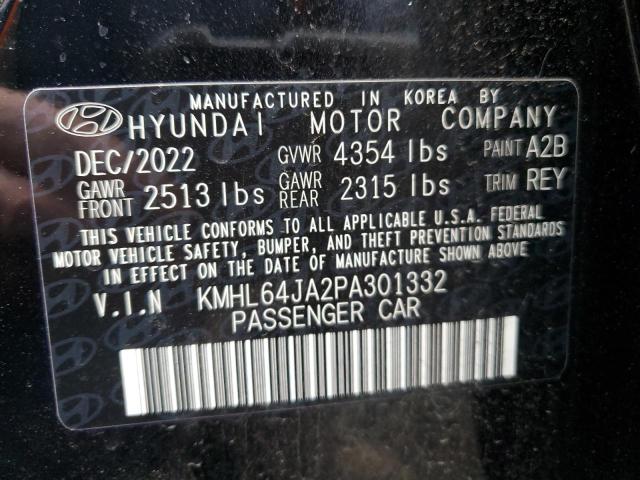 MANUFACTURED IN KOREA BY
HYUNDAI MOTOR COMPANY
DEC/2022 GVWR 4354 lbs PAINT A2B
GAWR FRONT 2513 lbs GAWR REAR 2315 lbs TRIM REY
THIS VEHICLE CONFORMS TO ALL APPLICABLE U.S.A. FEDERAL
MOTOR VEHICLE SAFETY, BUMPER, AND THEFT PREVENTION STANDARDS
IN EFFECT ON THE DATE OF MANUFACTURE SHOWN ABOVE.
V.I.N KMHL64JA2PA301332
PASSENGER CAR